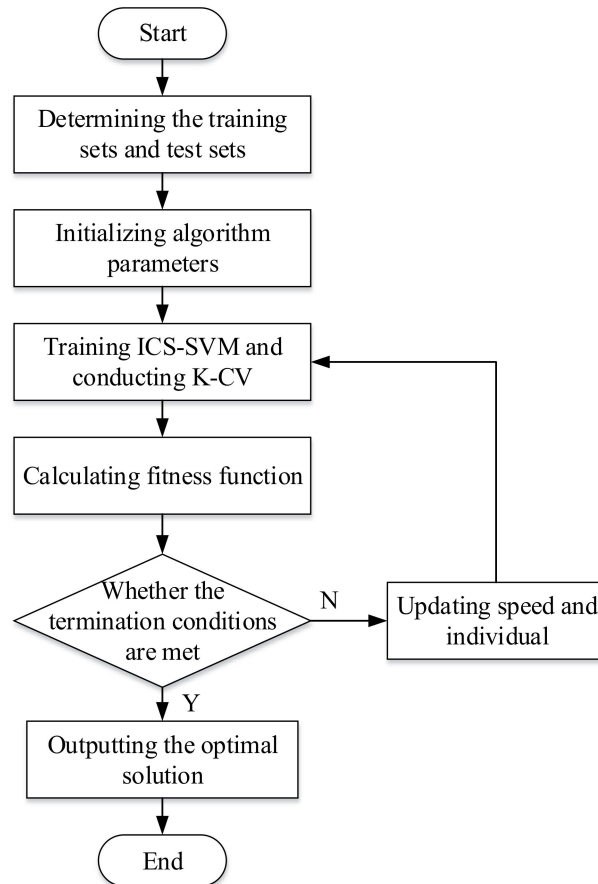 Start
Determining the training
sets and test sets
Initializing algorithm
parameters
Training ICS-SVM and
conducting K-CV
Calculating fitness function
Whether the
termination conditions
are met
N
Updating speed and
individual
Y
Outputting the optimal
solution
End